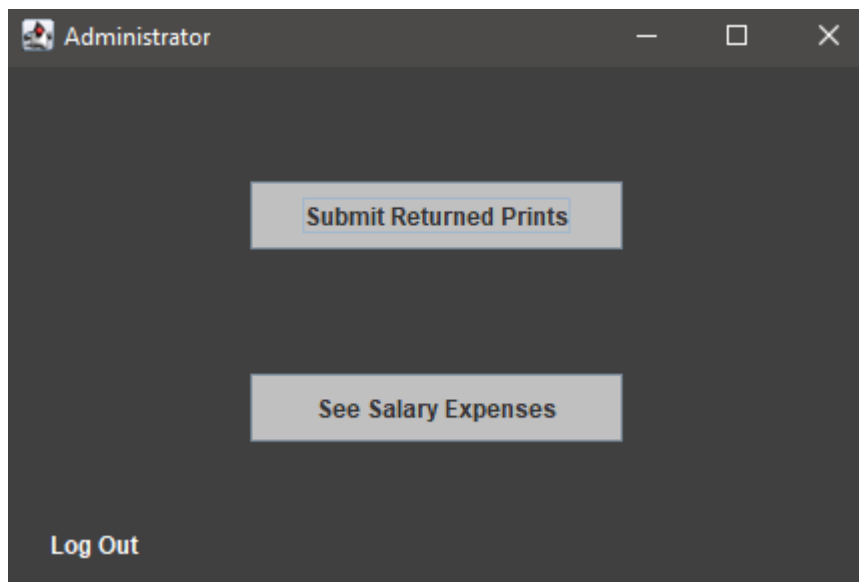 Administrator
Submit Returned Prints
See Salary Expenses
Log Out